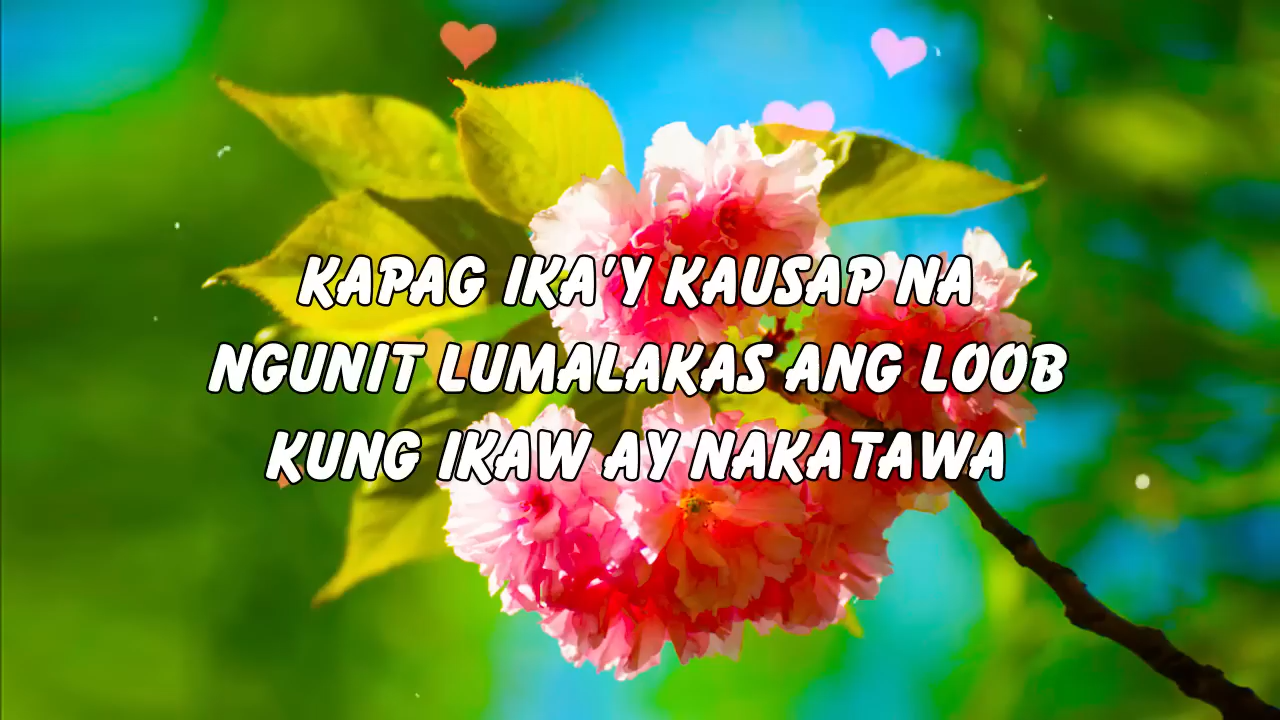 KAPAG IKA'Y KAUSAP NA
NGUNIT LUMALAKAS ANG LOOB
KUNG IKAW AY NAKATAWA